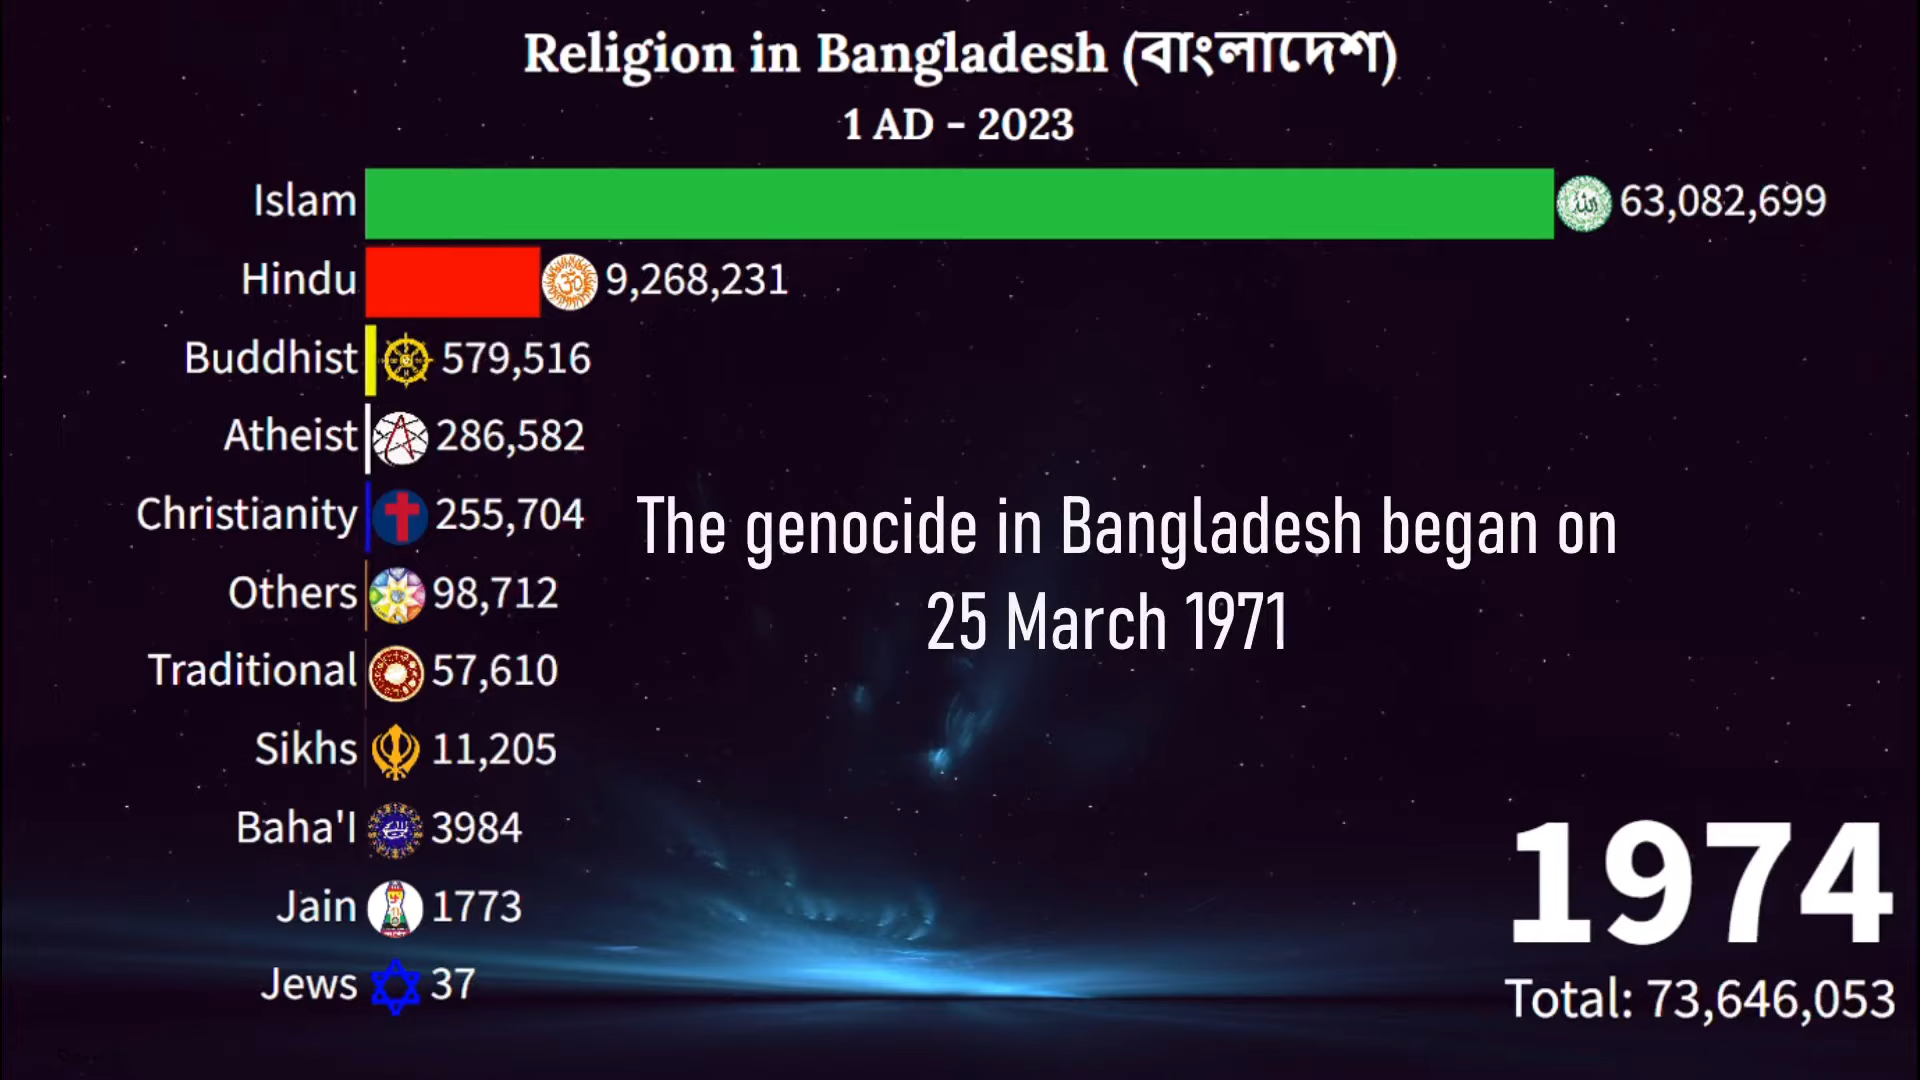 Religion in Bangladesh (বাংলাদেশ)
1 AD - 2023
Islam 63,082,699
Hindu 9,268,231
Buddhist 579,516
Atheist 286,582
Christianity 255,704
Others 98,712
Traditional 57,610
Sikhs 11,205
Baha'I 3984
Jain 1773
Jews 37
The genocide in Bangladesh began on
25 March 1971
1974
Total: 73,646,053